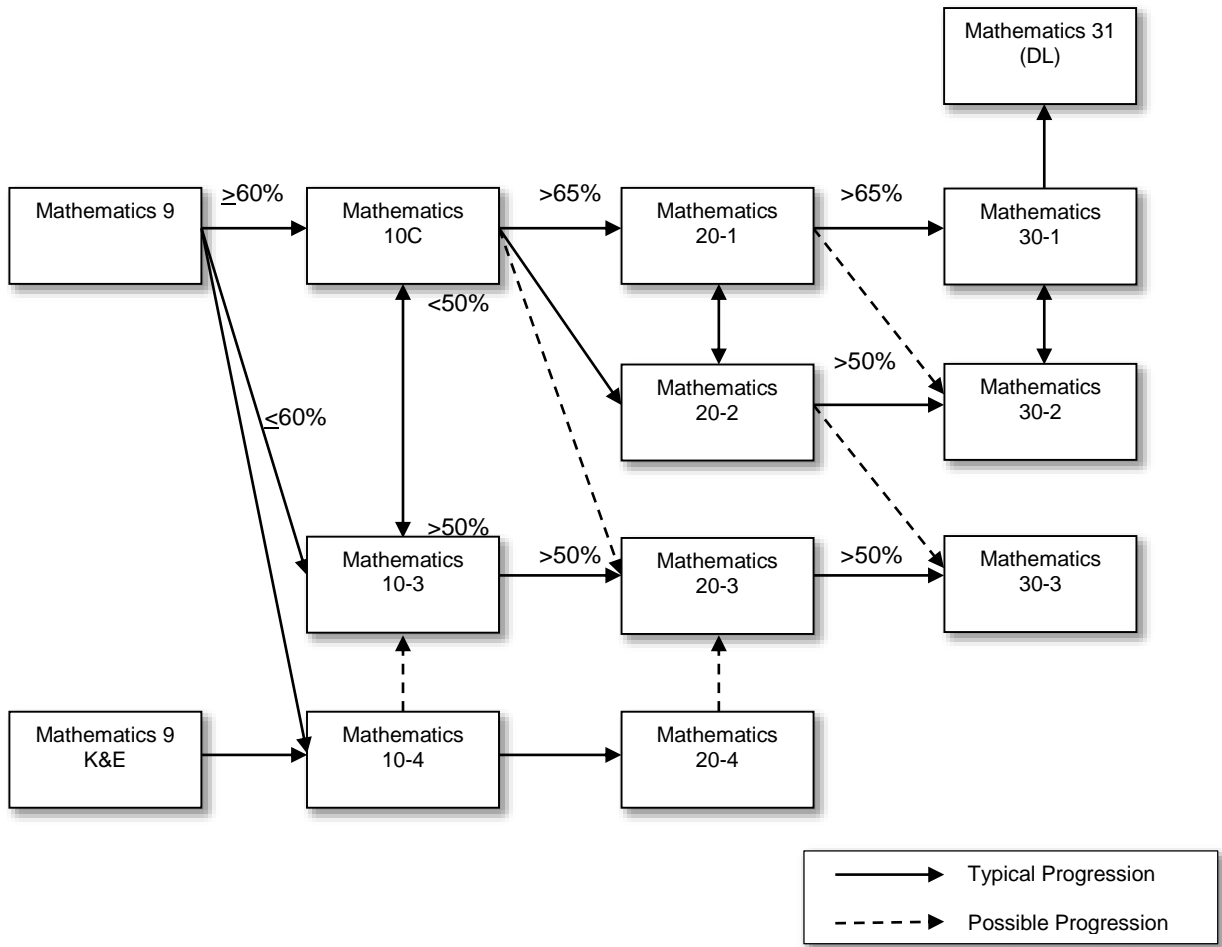 Mathematics 31
(DL)
Mathematics 9
≥60%
Mathematics
10C
>65%
Mathematics
20-1
>65%
Mathematics
30-1
<50%
Mathematics
20-2
>50%
Mathematics
30-2
≤60%
>50%
Mathematics
10-3
>50%
Mathematics
20-3
>50%
Mathematics
30-3
Mathematics 9
K&E
Mathematics
10-4
Mathematics
20-4
Typical Progression
Possible Progression